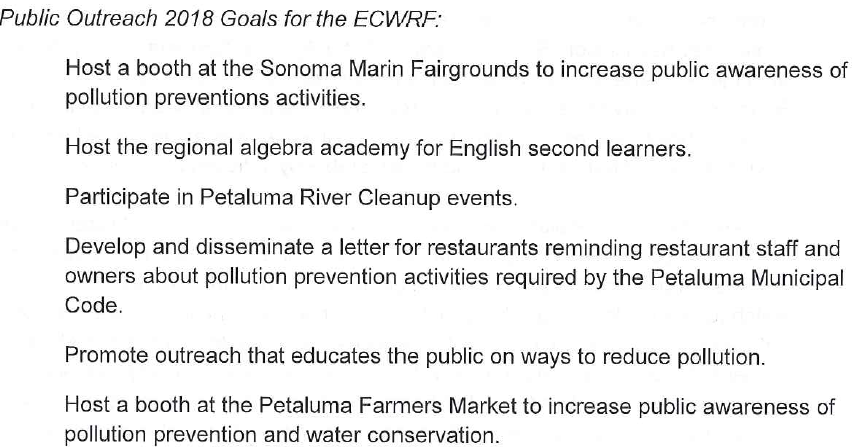 Public Outreach 2018 Goals for the ECWRF:
Host a booth at the Sonoma Marin Fairgrounds to increase public awareness of
pollution preventions activities.
Host the regional algebra academy for English second learners.
Participate in Petaluma River Cleanup events.
Develop and disseminate a letter for restaurants reminding restaurant staff and
owners about pollution prevention activities required by the Petaluma Municipal
Code.
Promote outreach that educates the public on ways to reduce pollution.
Host a booth at the Petaluma Farmers Market to increase public awareness of
pollution prevention and water conservation.